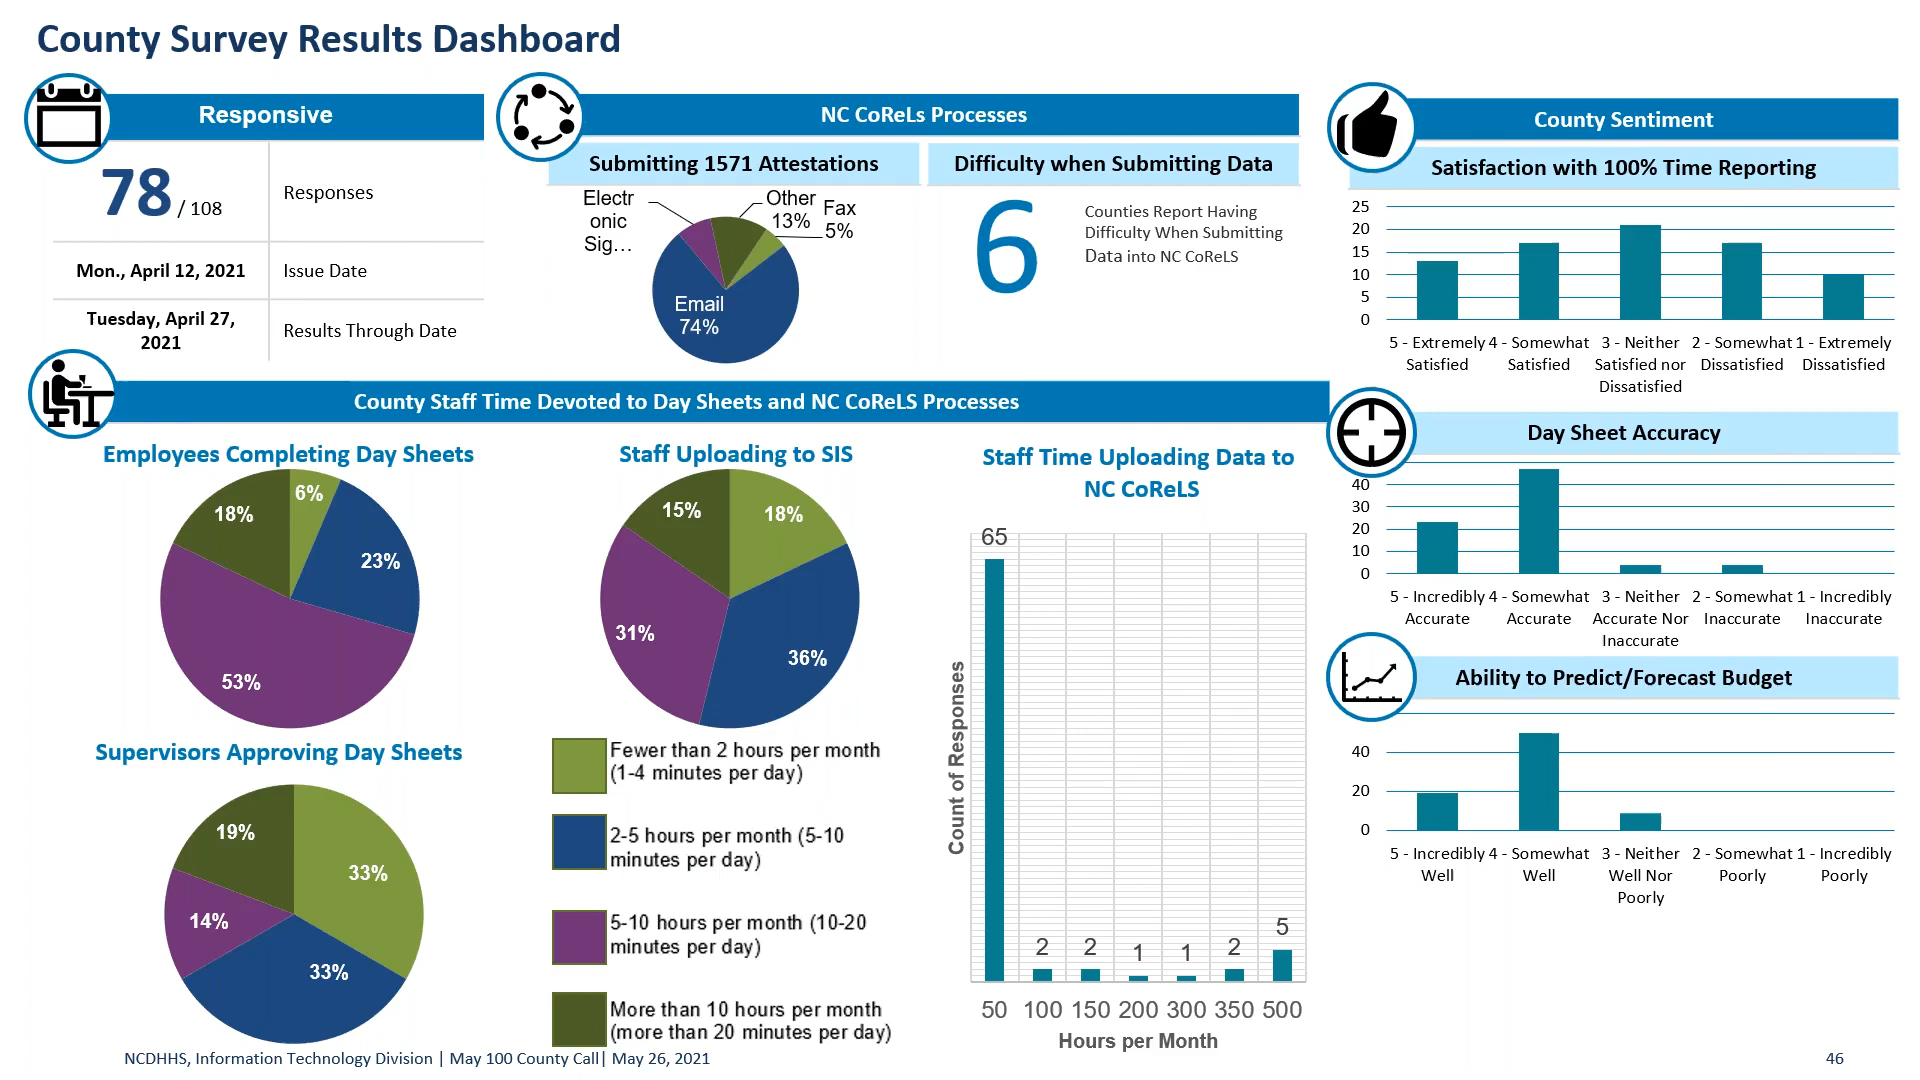 County Survey Results Dashboard
Responsive
78 / 108
Responses
Mon., April 12, 2021
Issue Date
Tuesday, April 27,
2021
Results Through Date
NC CoReLs Processes
Submitting 1571 Attestations
Electr
onic
Sig…
Other
13%
Fax
5%
Email
74%
Difficulty when Submitting Data
6
Counties Report Having
Difficulty When Submitting
Data into NC CoReLS
County Sentiment
Satisfaction with 100% Time Reporting
25
20
15
10
5
0
5 - Extremely
Satisfied
4 - Somewhat
Satisfied
3 - Neither
Satisfied nor
Dissatisfied
2 - Somewhat
Dissatisfied
1 - Extremely
Dissatisfied
County Staff Time Devoted to Day Sheets and NC CoReLS Processes
Employees Completing Day Sheets
6%
18%
23%
53%
Staff Uploading to SIS
15%
18%
31%
36%
Supervisors Approving Day Sheets
19%
33%
14%
33%
Fewer than 2 hours per month
(1-4 minutes per day)
2-5 hours per month (5-10
minutes per day)
5-10 hours per month (10-20
minutes per day)
More than 10 hours per month
(more than 20 minutes per day)
Staff Time Uploading Data to
NC CoReLS
Count of Responses
65
2
2
1
1
2
5
50 100 150 200 300 350 500
Hours per Month
Day Sheet Accuracy
40
30
20
10
0
5 - Incredibly
Accurate
4 - Somewhat
Accurate
3 - Neither
Accurate Nor
Inaccurate
2 - Somewhat
Inaccurate
1 - Incredibly
Inaccurate
Ability to Predict/Forecast Budget
40
20
0
5 - Incredibly
Well
4 - Somewhat
Well
3 - Neither
Well Nor
Poorly
2 - Somewhat
Poorly
1 - Incredibly
Poorly
NCDHHS, Information Technology Division | May 100 County Call| May 26, 2021
46